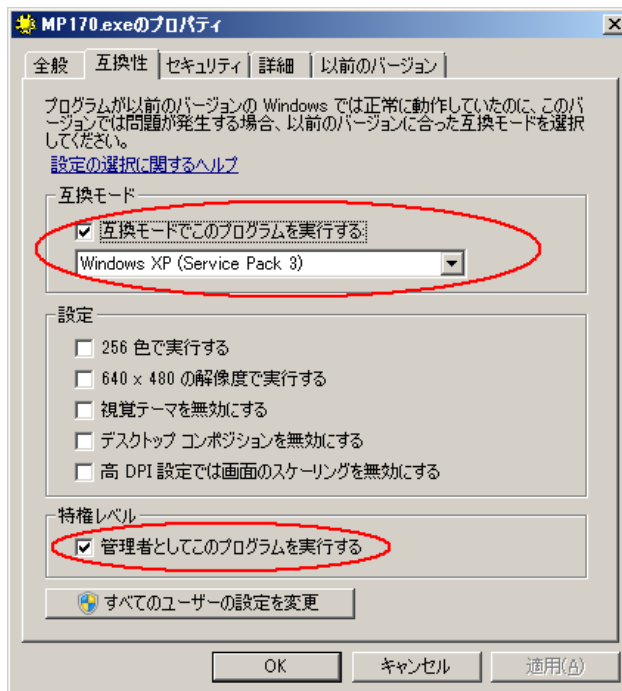 MP170.exeのプロパティ
全般 互換性 セキュリティ 詳細 以前のバージョン
プログラムが以前のバージョンの Windows では正常に動作していたのに、このバ
ージョンでは問題が発生する場合、以前のバージョンに合った互換モードを選択
してください。
設定の選択に関するヘルプ
互換モード
互換モードでこのプログラムを実行する:
Windows XP (Service Pack 3)
設定
256 色で実行する
640 x 480 の解像度で実行する
視覚テーマを無効にする
デスクトップ コンポジションを無効にする
高 DPI 設定では画面のスケーリングを無効にする
特権レベル
管理者としてこのプログラムを実行する
すべてのユーザーの設定を変更
OK キャンセル 適用(A)